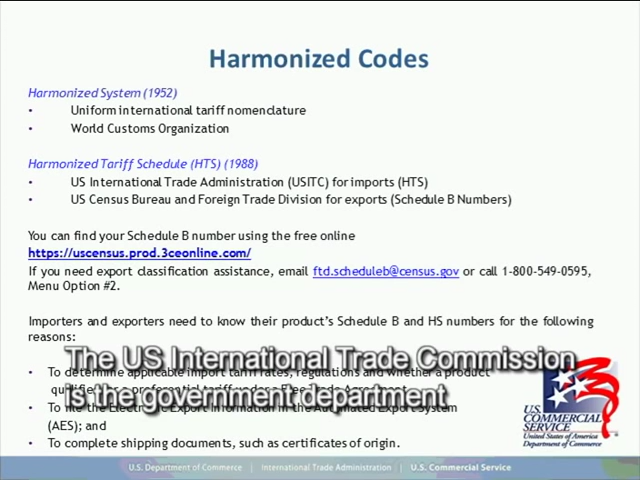 Harmonized Codes
Harmonized System (1952)
• Uniform international tariff nomenclature
• World Customs Organization
Harmonized Tariff Schedule (HTS) (1988)
• US International Trade Administration (USITC) for imports (HTS)
• US Census Bureau and Foreign Trade Division for exports (Schedule B Numbers)
You can find your Schedule B number using the free online
https://uscensus.prod.3ceonline.com/
If you need export classification assistance, email ftd.scheduleb@census.gov or call 1-800-549-0595,
Menu Option #2.
Importers and exporters need to know their product's Schedule B and HS numbers for the following
reasons:
The US International Trade Commission
• To determine applicable import tariff rates, regulations and whether a product
is the government department
• To file the Electronic Export Information in the Automated Export System
(AES); and
• To complete shipping documents, such as certificates of origin.
U.S.
COMMERCIAL
SERVICE
United States of America
Department of Commerce
U.S. Department of Commerce | International Trade Administration | U.S. Commercial Service